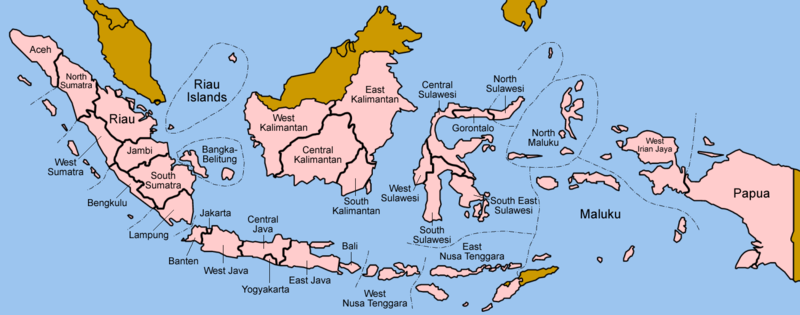 Aceh
North
Sumatra
Riau
Islands
Riau
West
Sumatra
Jambi
Bangka-
Belitung
South
Sumatra
Bengkulu
Lampung
Jakarta
Banten
West Java
Central
Java
Yogyakarta
East Java
Bali
West
Nusa Tenggara
East
Nusa Tenggara
West
Kalimantan
Central
Kalimantan
East
Kalimantan
South
Kalimantan
Central
Sulawesi
North
Sulawesi
Gorontalo
West
Sulawesi
South
Sulawesi
South East
Sulawesi
North
Maluku
Maluku
West
Irian Jaya
Papua